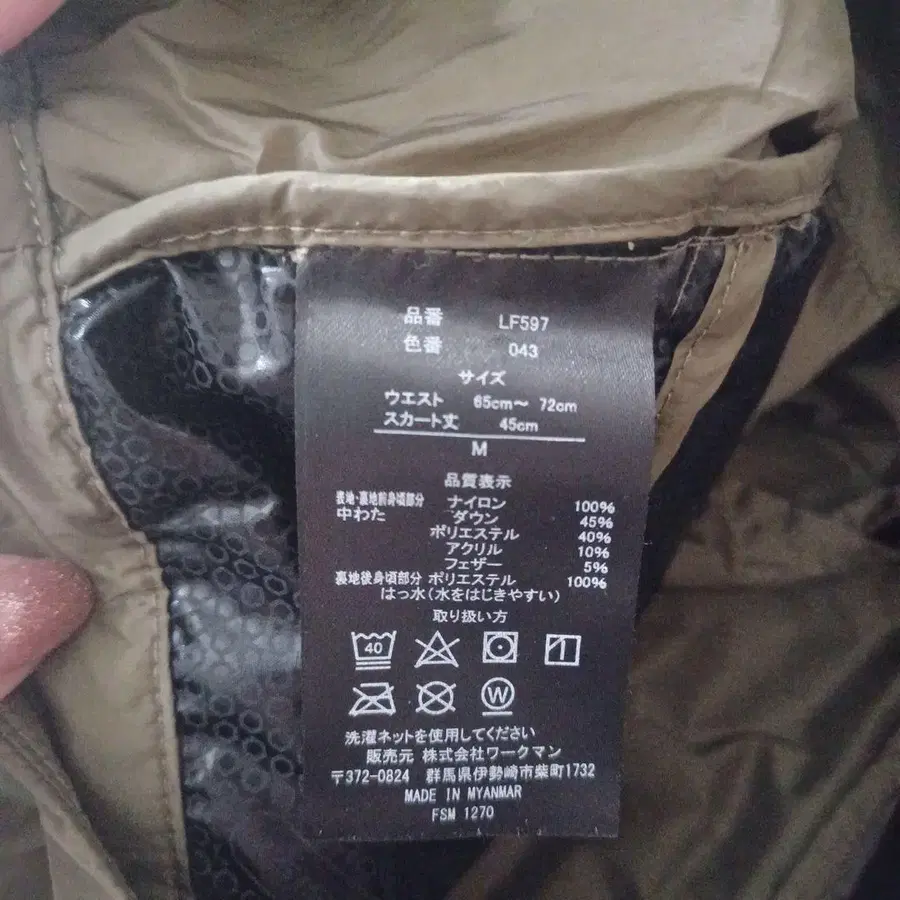 品番 LF597
色番 043
サイズ
ウエスト 65cm～ 72cm
スカート丈 45cm
M
品質表示
表地・裏地前身頃部分 ナイロン 100%
中わた ダウン 45%
ポリエステル 40%
アクリル 10%
フェザー 5%
裏地後身頃部分 ポリエステル 100%
はっ水(水をはじきやすい)
取り扱い方
40
W
洗濯ネットを使用してください
販売元 株式会社ワークマン
〒372-0824 群馬県伊勢崎市柴町1732
MADE IN MYANMAR
FSM 1270